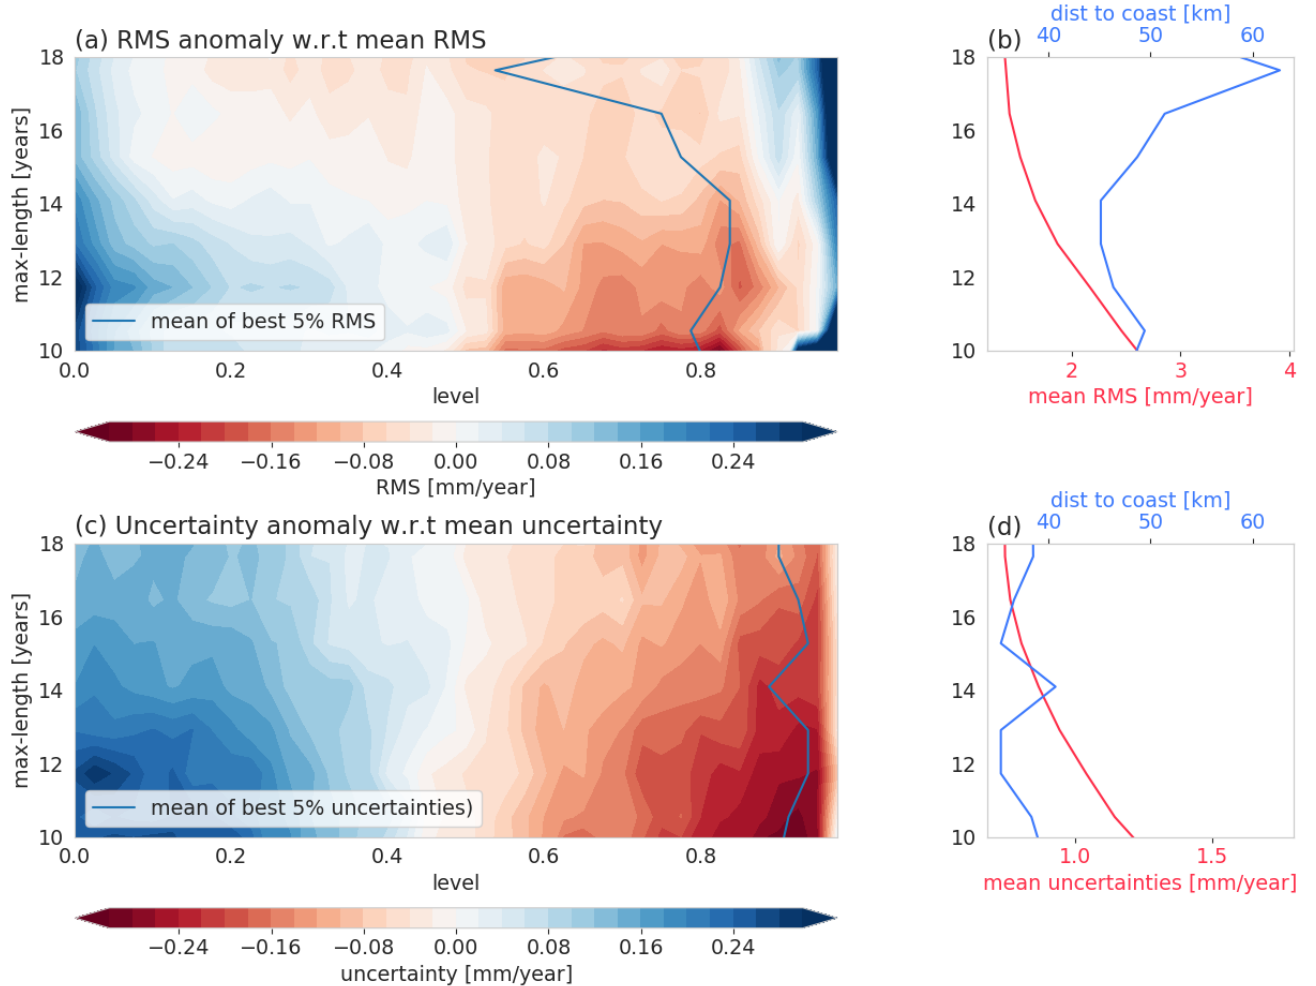 (a) RMS anomaly w.r.t mean RMS
18
16
14
12
10
max-length [years]
mean of best 5% RMS
0.0 0.2 0.4 0.6 0.8
level
−0.24 −0.16 −0.08 0.00 0.08 0.16 0.24
RMS [mm/year]
dist to coast [km]
(b) 40 50 60
18
16
14
12
10
2 3 4
mean RMS [mm/year]
(c) Uncertainty anomaly w.r.t mean uncertainty
18
16
14
12
10
max-length [years]
mean of best 5% uncertainties)
0.0 0.2 0.4 0.6 0.8
level
−0.24 −0.16 −0.08 0.00 0.08 0.16 0.24
uncertainty [mm/year]
dist to coast [km]
(d) 40 50 60
18
16
14
12
10
1.0 1.5
mean uncertainties [mm/year]